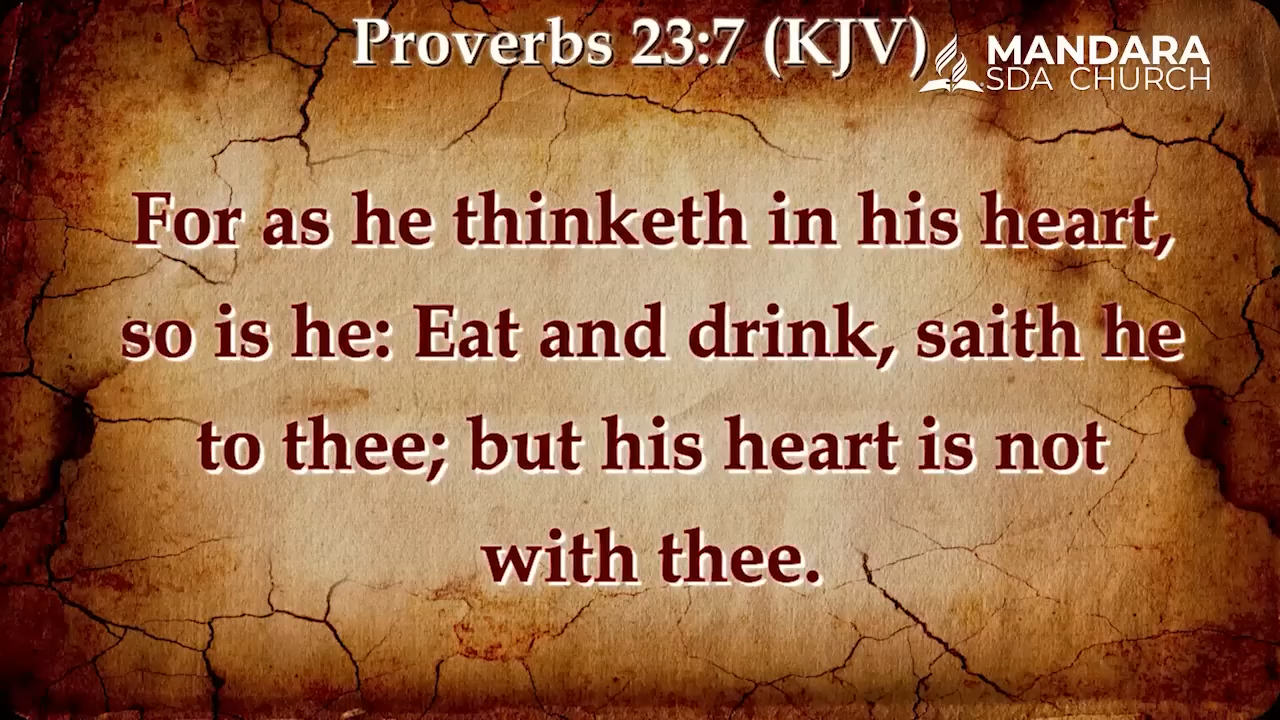 Proverbs 23:7 (KJV)
MANDARA
SDA CHURCH
For as he thinketh in his heart,
so is he: Eat and drink, saith he
to thee; but his heart is not
with thee.